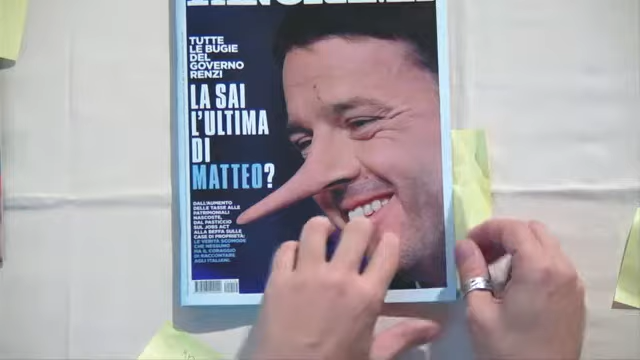 PANORAMA
TUTTE
LE BUGIE
DEL
GOVERNO
RENZI
LA SAI
L'ULTIMA
DI
MATTEO?
DALL'AUMENTO
DELLE TASSE ALLE
PATRIMONIALI
NASCOSTE,
DAL PASTICCIO
SUL JOBS ACT
ALLA BEFFA SULLE
CASE DI PROPRIETÀ:
LE VERITÀ SCOMODE
CHE NESSUNO
HA IL CORAGGIO
DI RACCONTARE
AGLI ITALIANI.